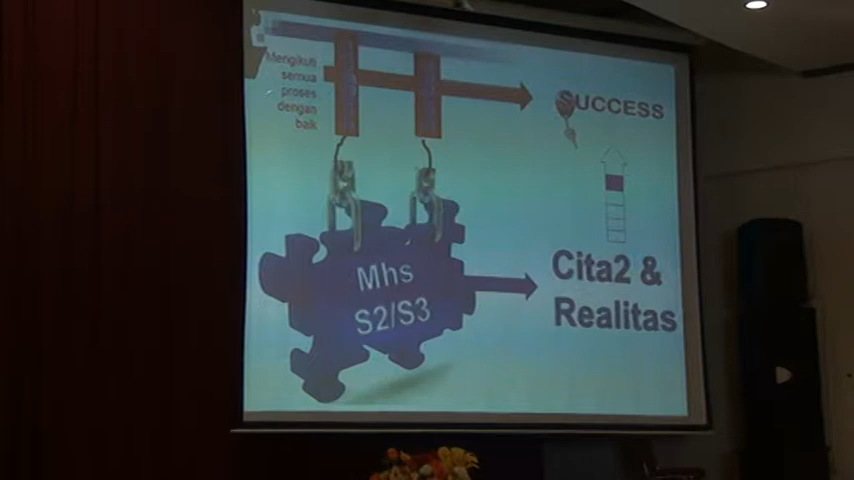 Mengikuti
semua
proses
dengan
baik
SUCCESS
Mhs
S2/S3
Cita2 &
Realitas